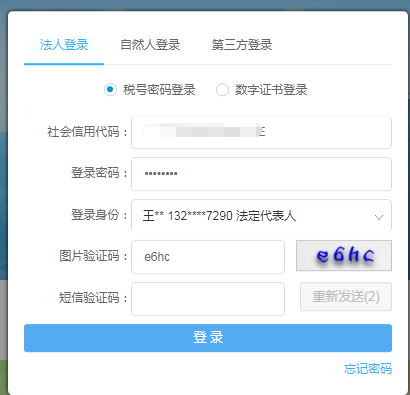 法人登录 自然人登录 第三方登录
税号密码登录 数字证书登录
社会信用代码：
登录密码： ••••••••
登录身份： 王** 132****7290 法定代表人
图片验证码： e6hc e6hc
短信验证码： 重新发送(2)
登 录
忘记密码